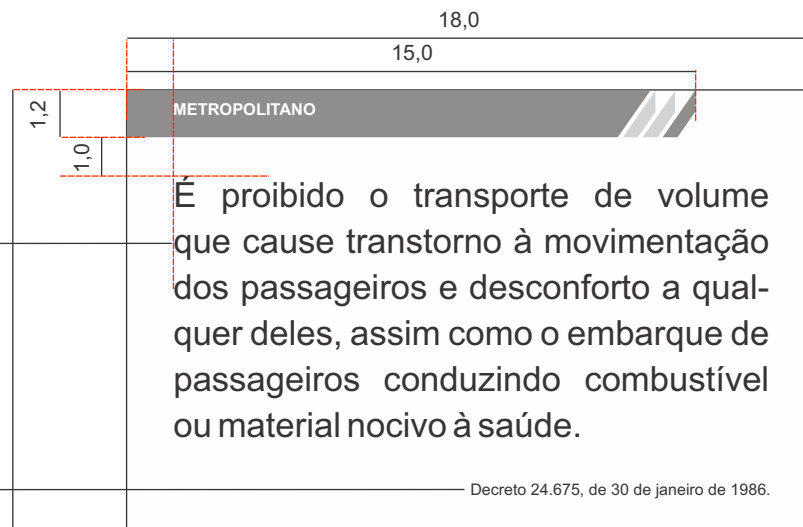 18,0
15,0
1,2
METROPOLITANO
1,0
É proibido o transporte de volume
que cause transtorno à movimentação
dos passageiros e desconforto a qual-
quer deles, assim como o embarque de
passageiros conduzindo combustível
ou material nocivo à saúde.
Decreto 24.675, de 30 de janeiro de 1986.